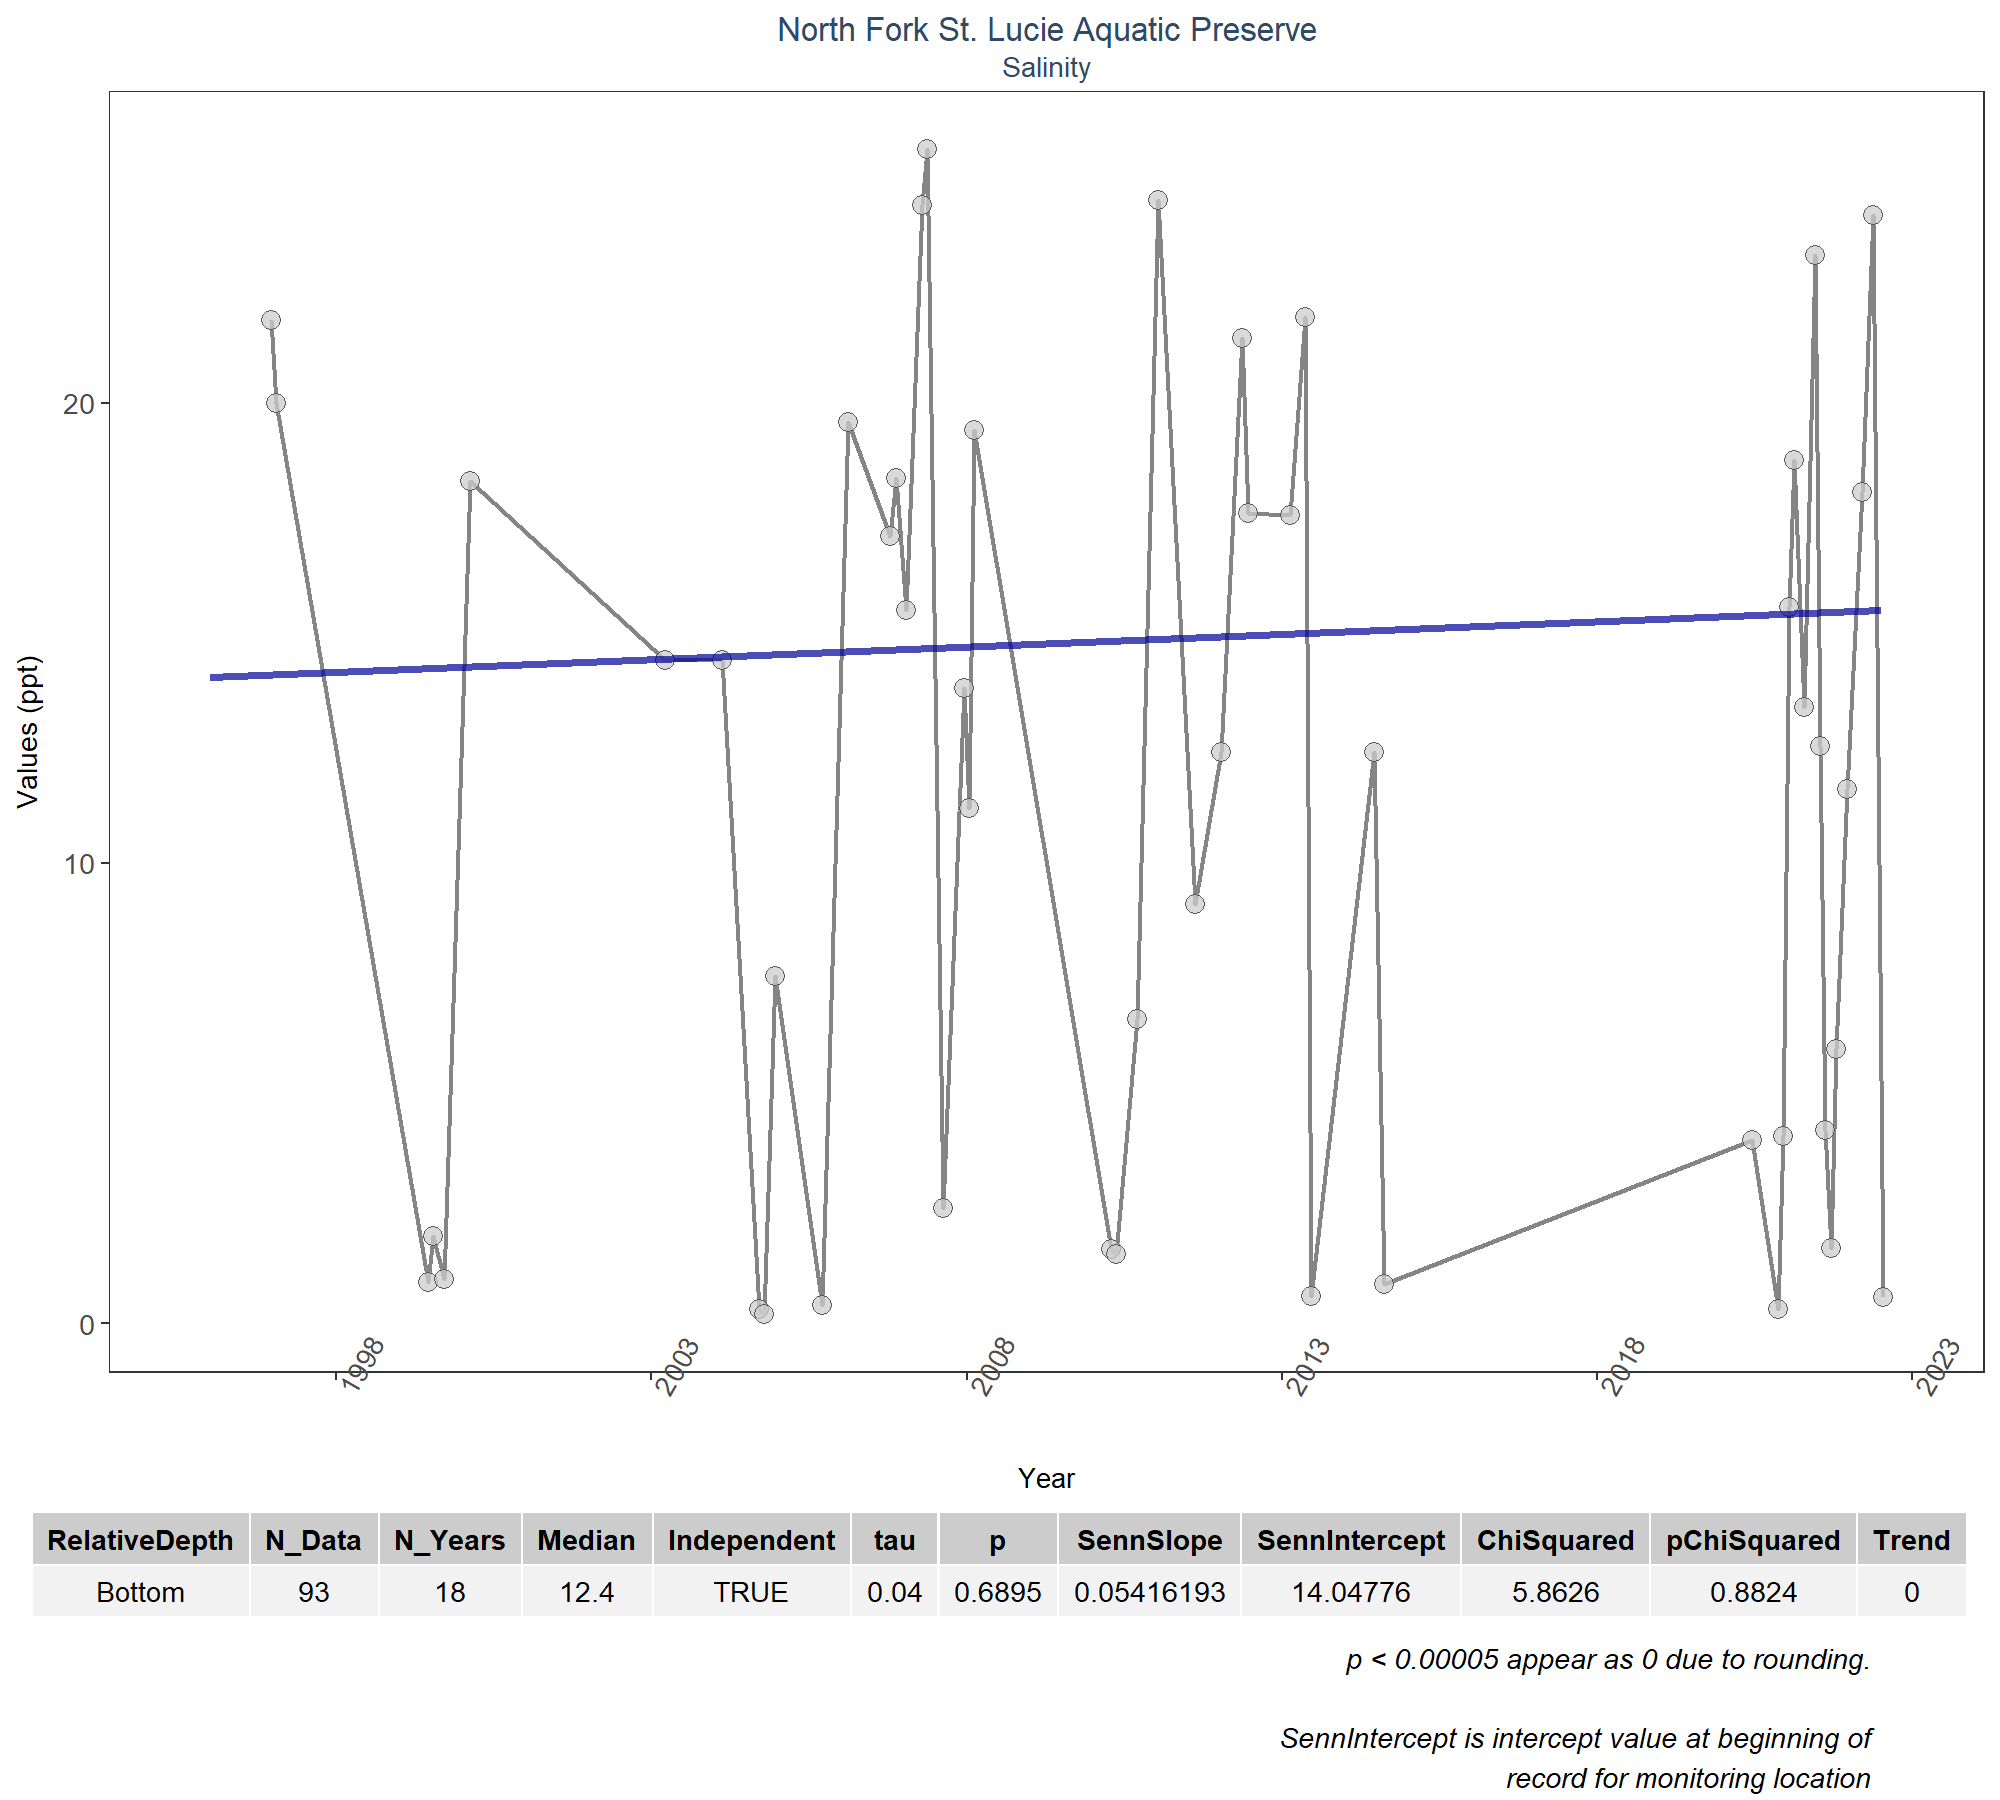 North Fork St. Lucie Aquatic Preserve
Salinity
Values (ppt)
20
10
0
1998 2003 2008 2013 2018 2023
Year
RelativeDepth N_Data N_Years Median Independent tau p SennSlope SennIntercept ChiSquared pChiSquared Trend
Bottom 93 18 12.4 TRUE 0.04 0.6895 0.05416193 14.04776 5.8626 0.8824 0
p < 0.00005 appear as 0 due to rounding.
SennIntercept is intercept value at beginning of
record for monitoring location